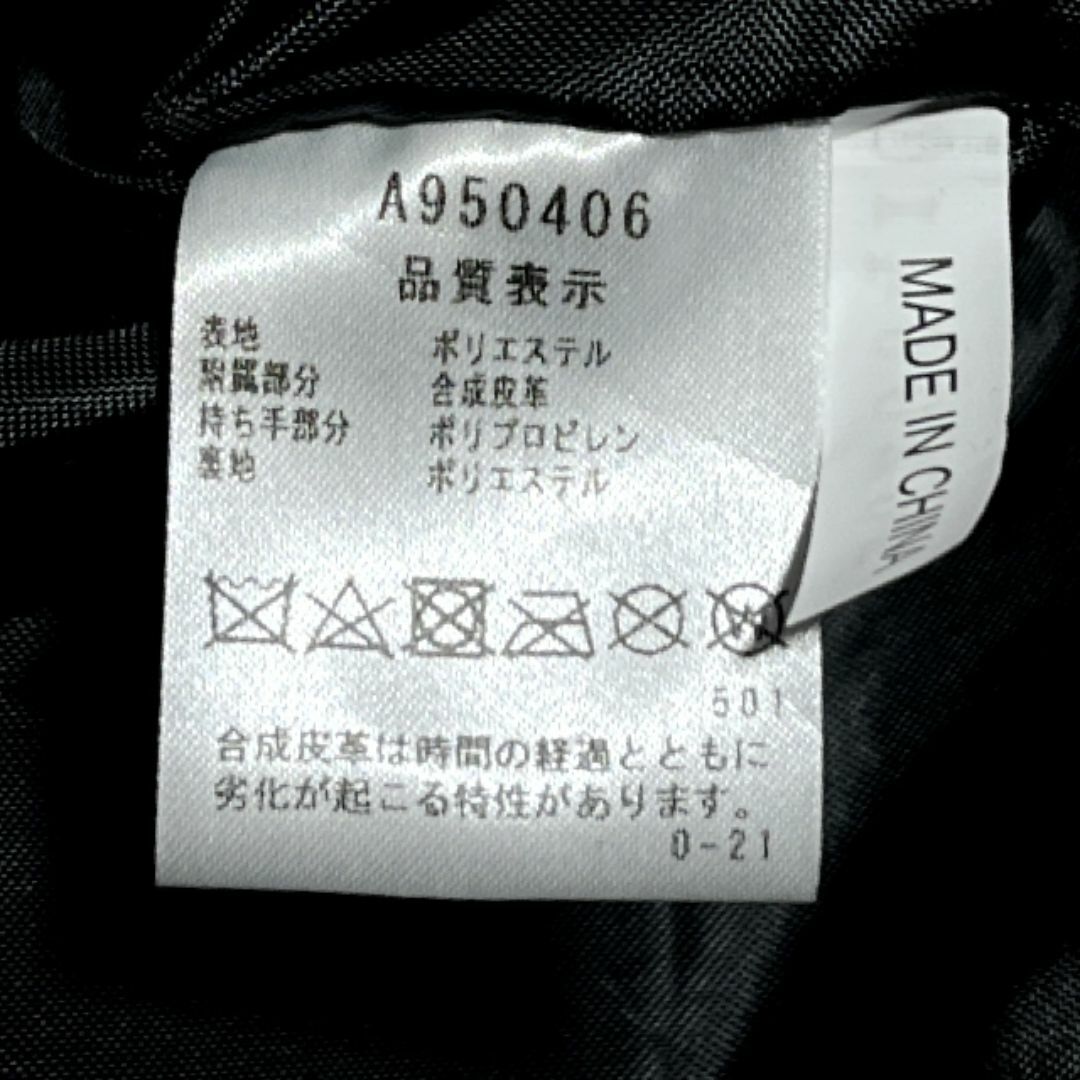 A950406
品質表示
表地 ポリエステル
附属部分 合成皮革
持ち手部分 ポリプロピレン
裏地 ポリエステル
501
合成皮革は時間の経過とともに
劣化が起こる特性があります。
0-21
MADE IN CHINA